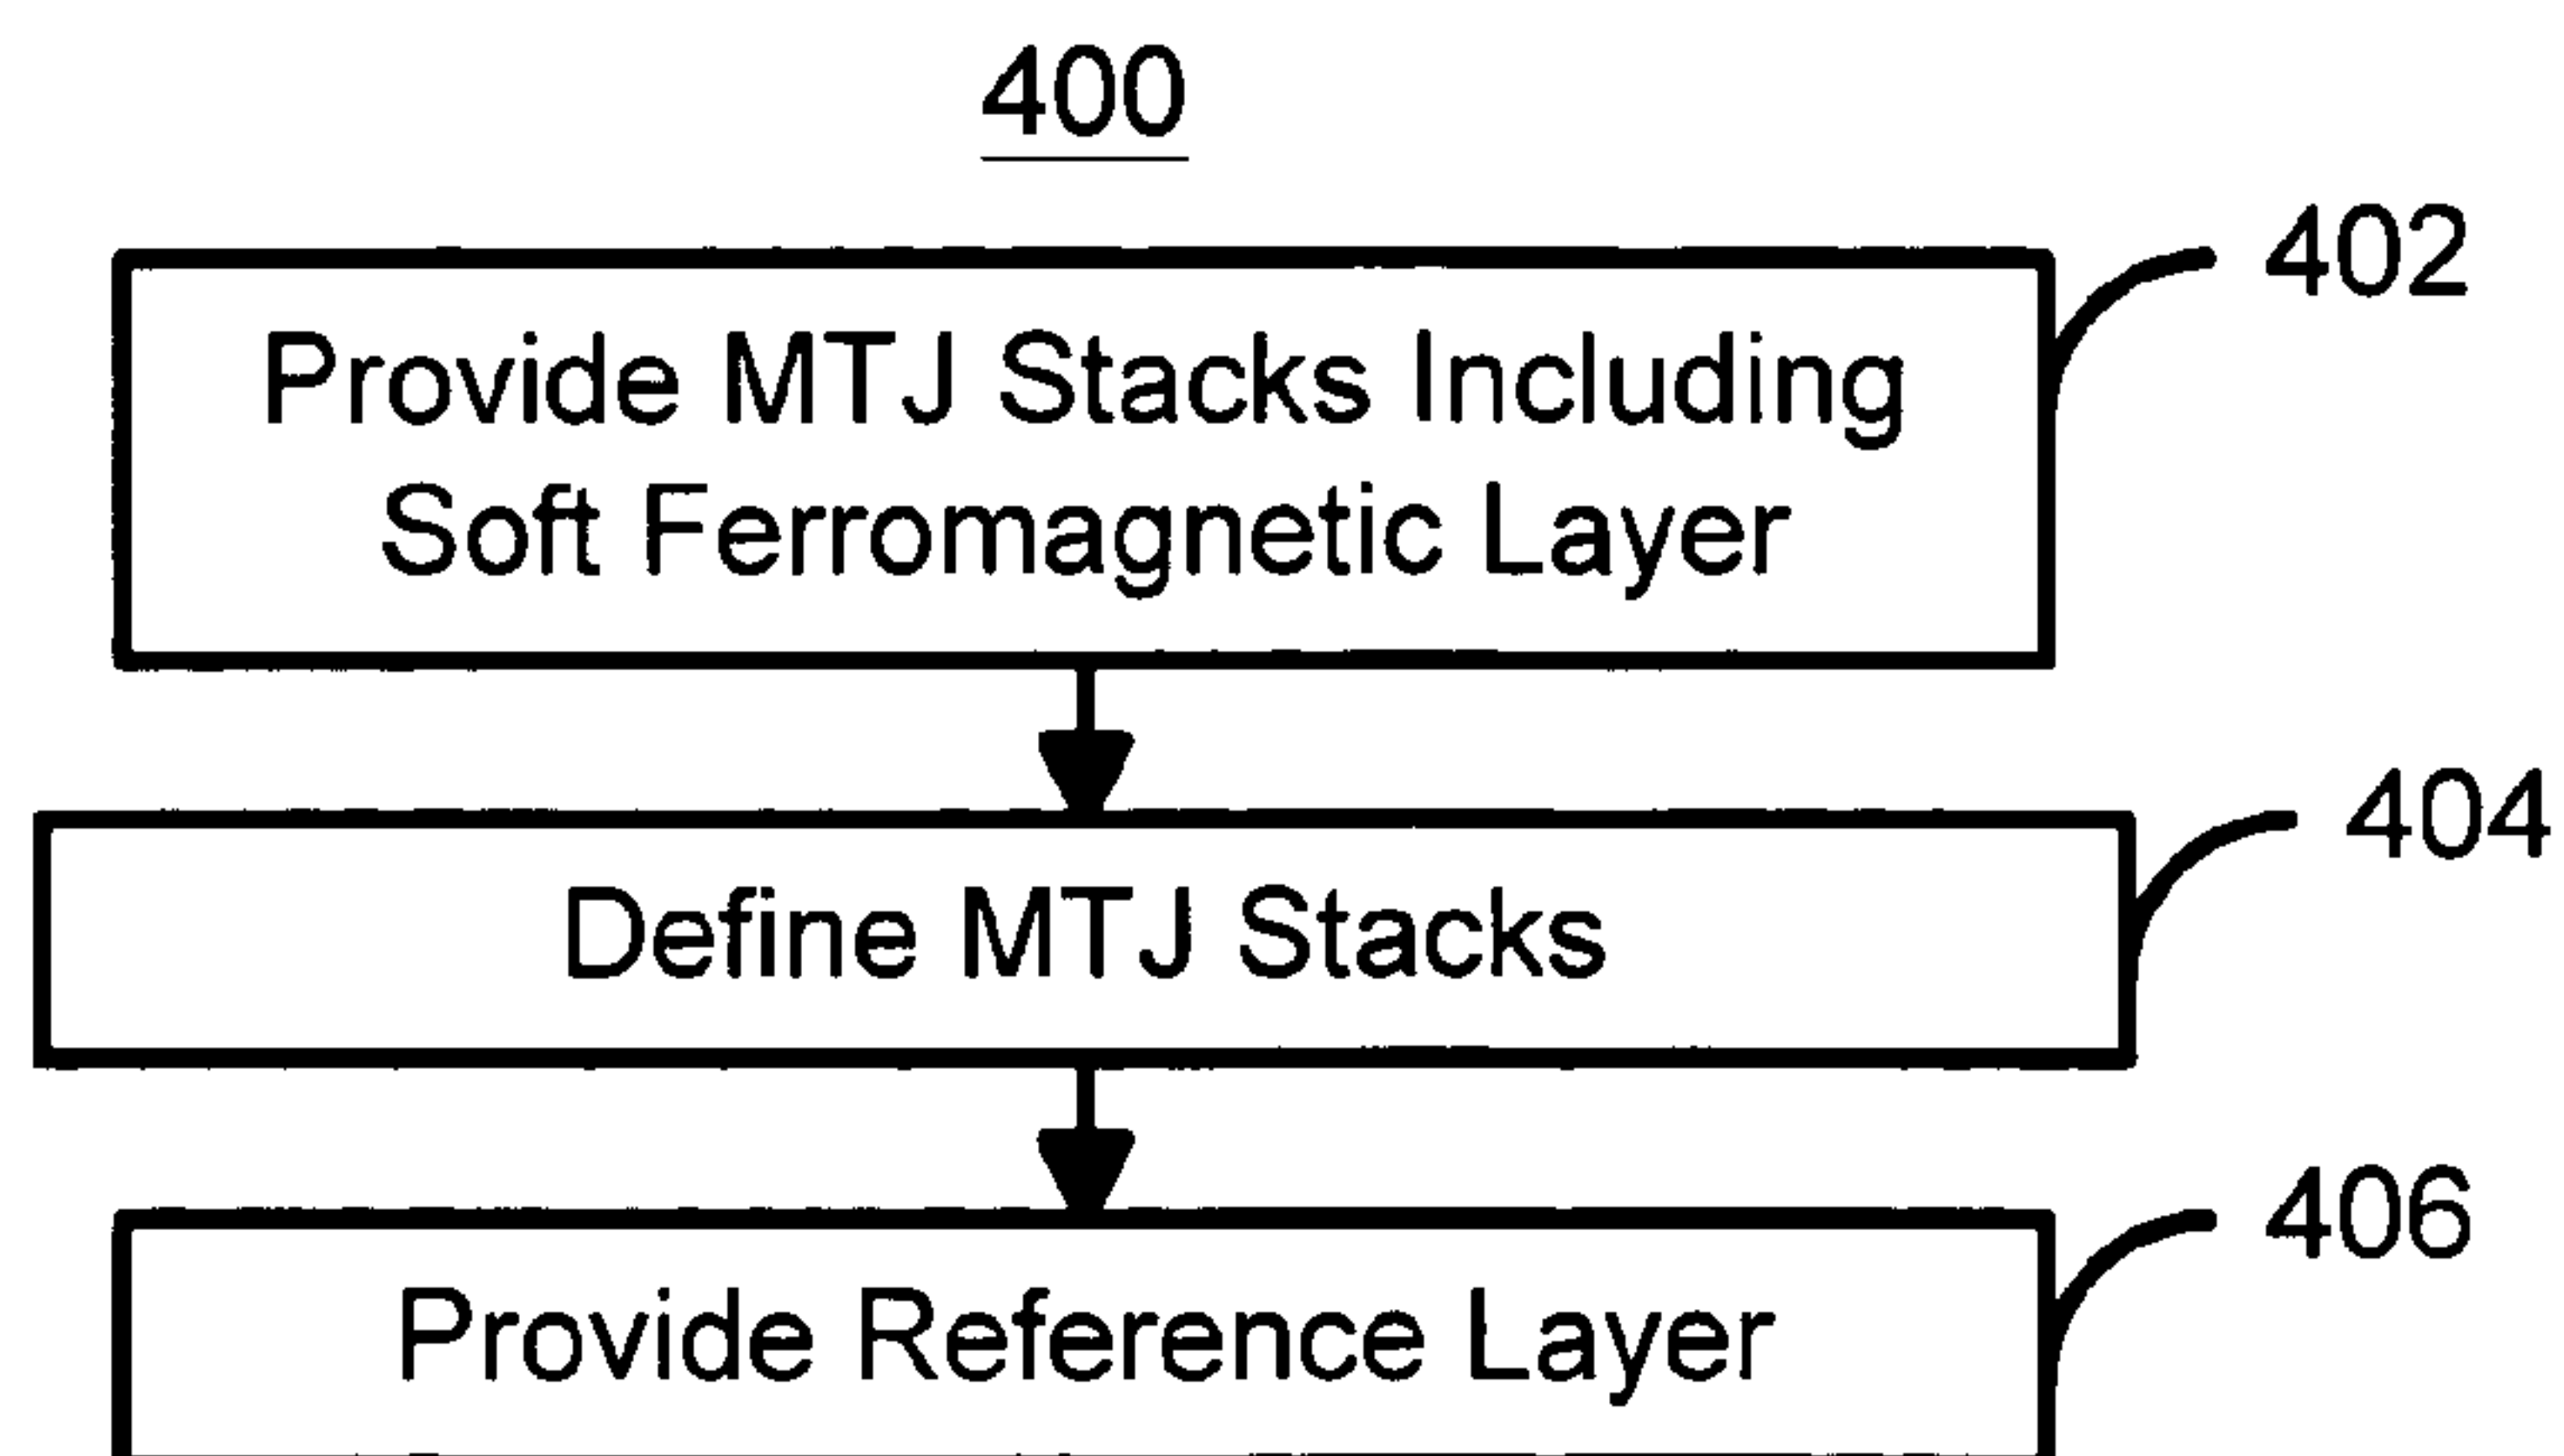 400
402
Provide MTJ Stacks Including
Soft Ferromagnetic Layer
404
Define MTJ Stacks
406
Provide Reference Layer